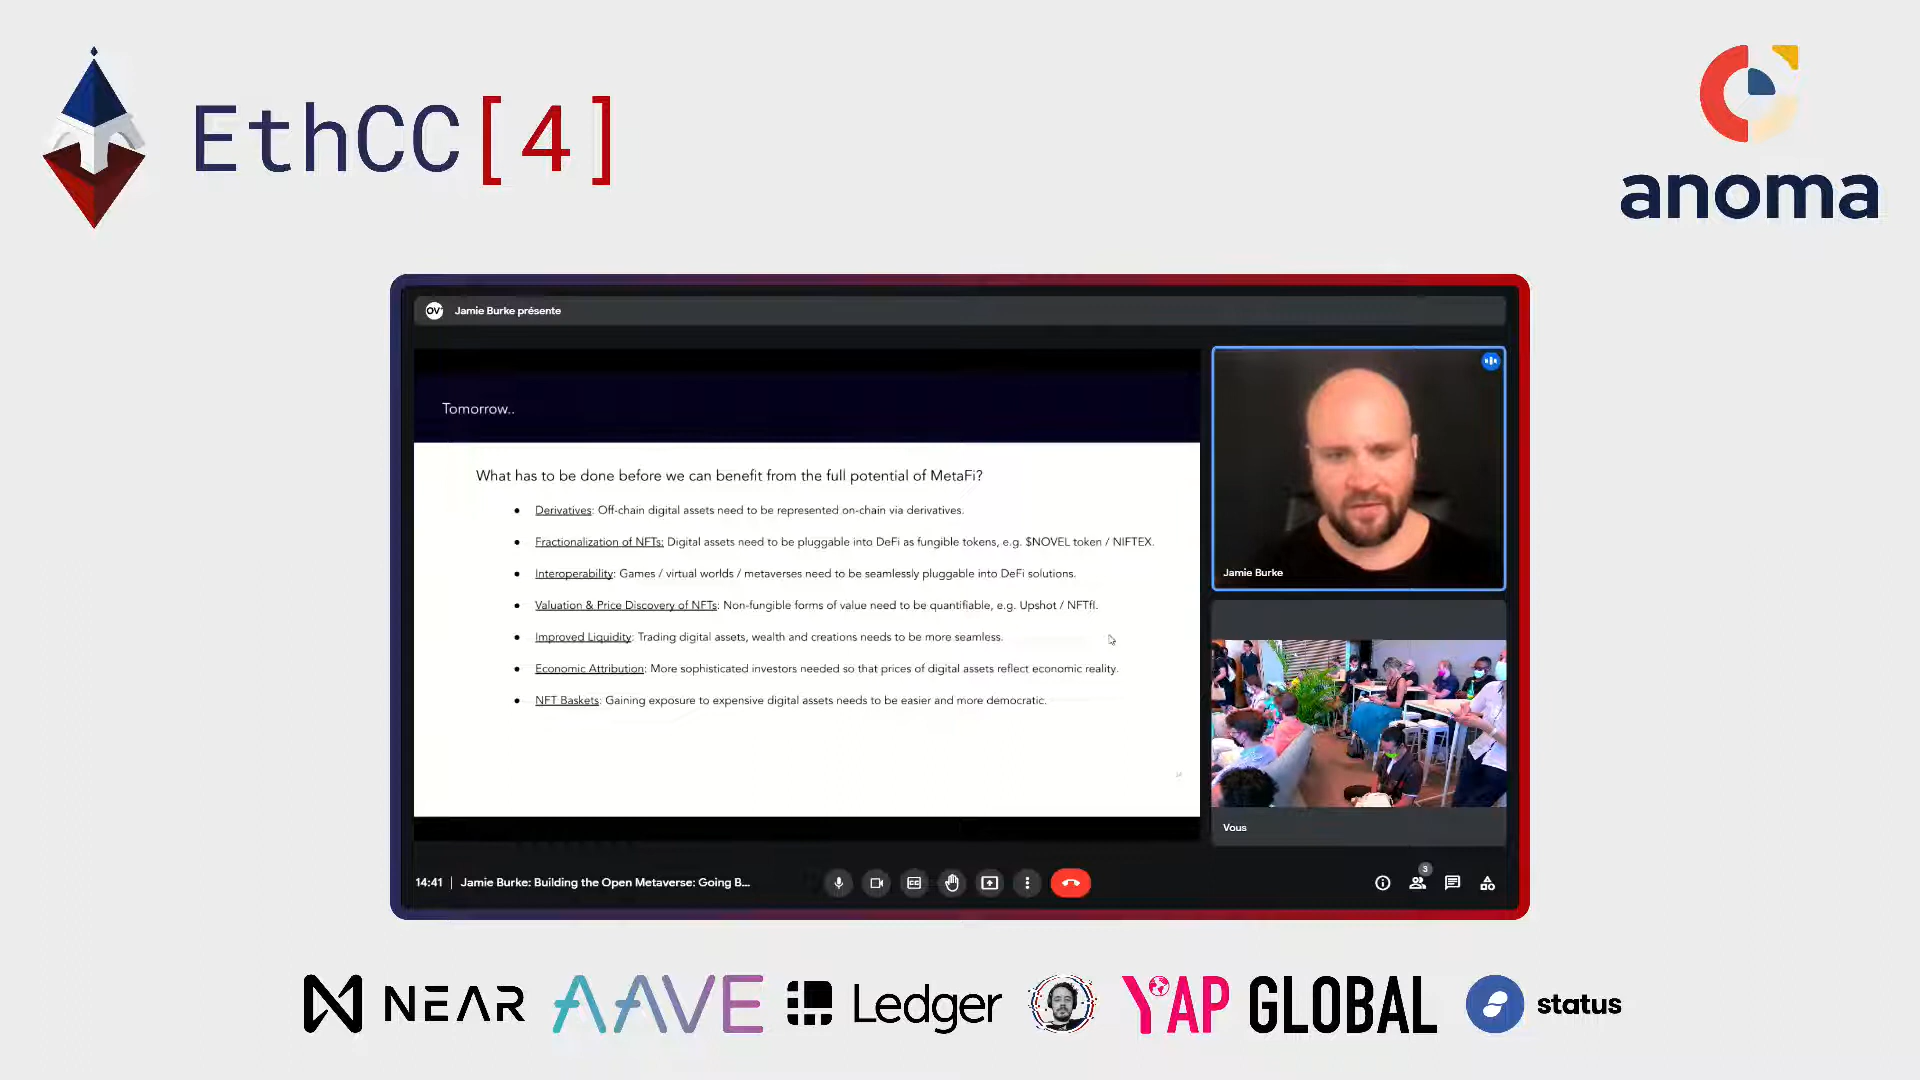 EthCC[4]
anoma
OV
Jamie Burke présente
Tomorrow..
What has to be done before we can benefit from the full potential of MetaFi?
● Derivatives: Off-chain digital assets need to be represented on-chain via derivatives.
● Fractionalization of NFTs: Digital assets need to be pluggable into DeFi as fungible tokens, e.g. $NOVEL token / NIFTEX.
● Interoperability: Games / virtual worlds / metaverses need to be seamlessly pluggable into DeFi solutions.
● Valuation & Price Discovery of NFTs: Non-fungible forms of value need to be quantifiable, e.g. Upshot / NTFfi.
● Improved Liquidity: Trading digital assets, wealth and creations needs to be more seamless.
● Economic Attribution: More sophisticated investors needed so that prices of digital assets reflect economic reality.
● NFT Baskets: Gaining exposure to expensive digital assets needs to be easier and more democratic.
Jamie Burke
Vous
14:41 | Jamie Burke: Building the Open Metaverse: Going B...
CC
3
NEAR
AAVE
Ledger
YAP GLOBAL
status